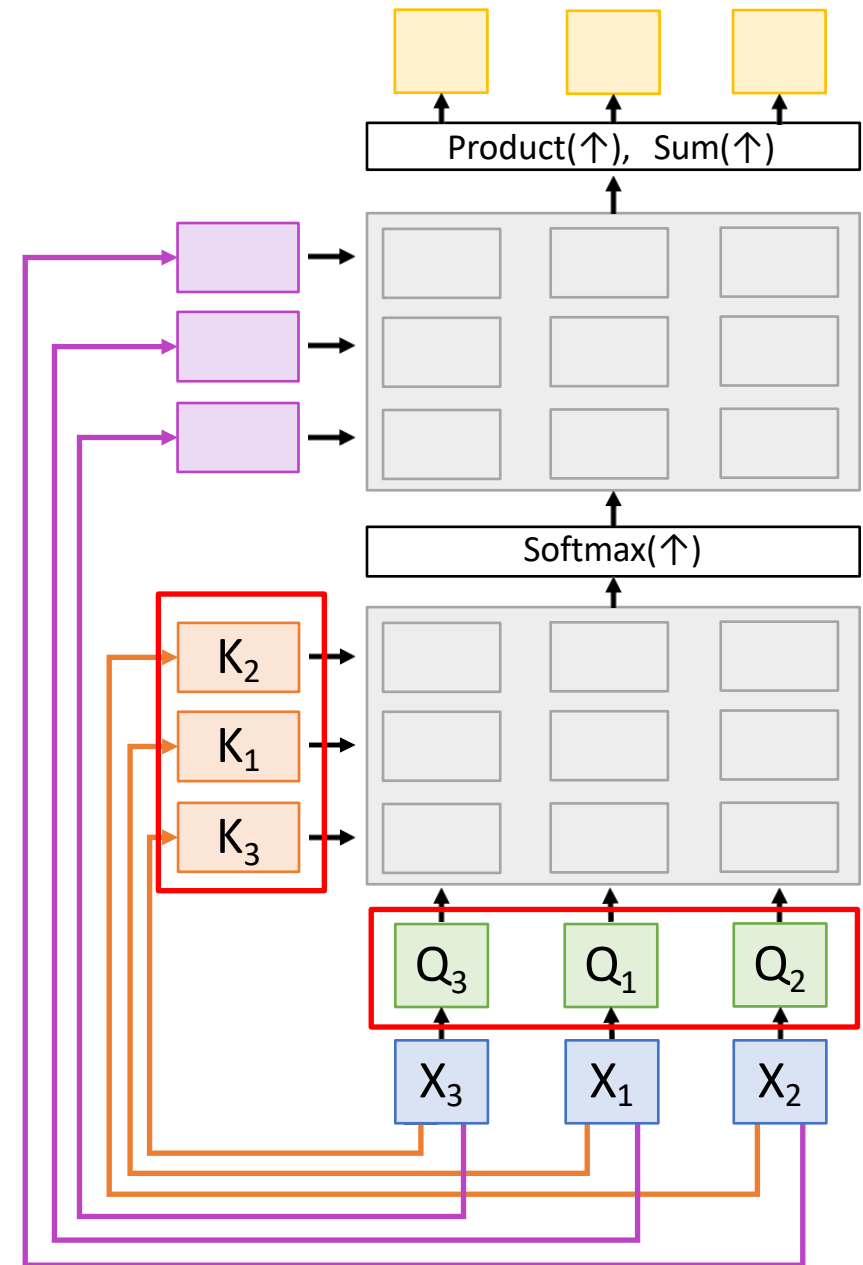 Product(↑), Sum(↑)
Softmax(↑)
K₂
K₁
K₃
Q₃ Q₁ Q₂
X₃ X₁ X₂